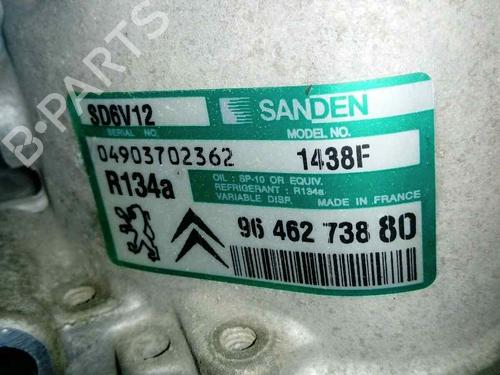 B-PARTS
SD6V12
SANDEN
SERIAL NO.
MODEL NO.
04903702362
1438F
R134a
OIL : SP-10 OR EQUIV.
REFRIGERANT : R134a
VARIABLE DISP.
MADE IN FRANCE
96 462 738 80